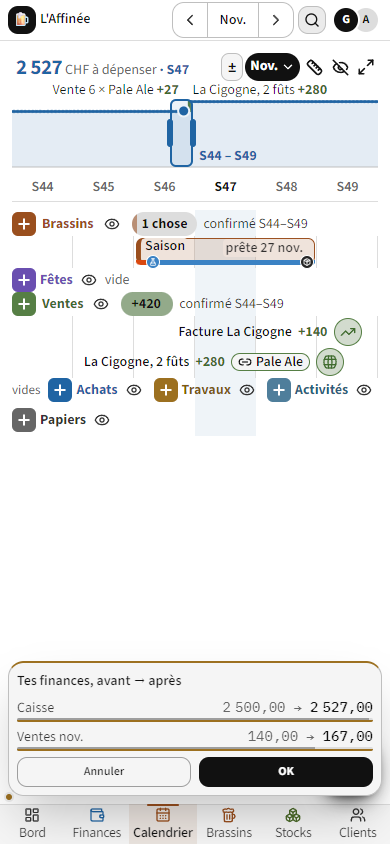 L'Affinée
Nov.
G A
2 527 CHF à dépenser · S47
± Nov.
Vente 6 × Pale Ale +27 La Cigogne, 2 fûts +280
S44 – S49
S44 S45 S46 S47 S48 S49
Brassins 1 chose confirmé S44–S49
Saison prête 27 nov.
Fêtes vide
Ventes +420 confirmé S44–S49
Facture La Cigogne +140
La Cigogne, 2 fûts +280 Pale Ale
vides Achats Travaux Activités
Papiers
Tes finances, avant → après
Caisse 2 500,00 → 2 527,00
Ventes nov. 140,00 → 167,00
Annuler OK
Bord Finances Calendrier Brassins Stocks Clients